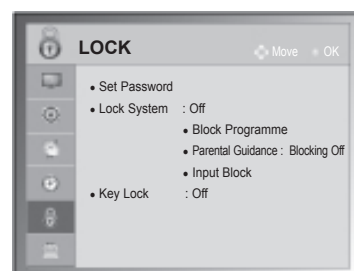 LOCK
Move OK
• Set Password
• Lock System : Off
• Block Programme
• Parental Guidance : Blocking Off
• Input Block
• Key Lock : Off